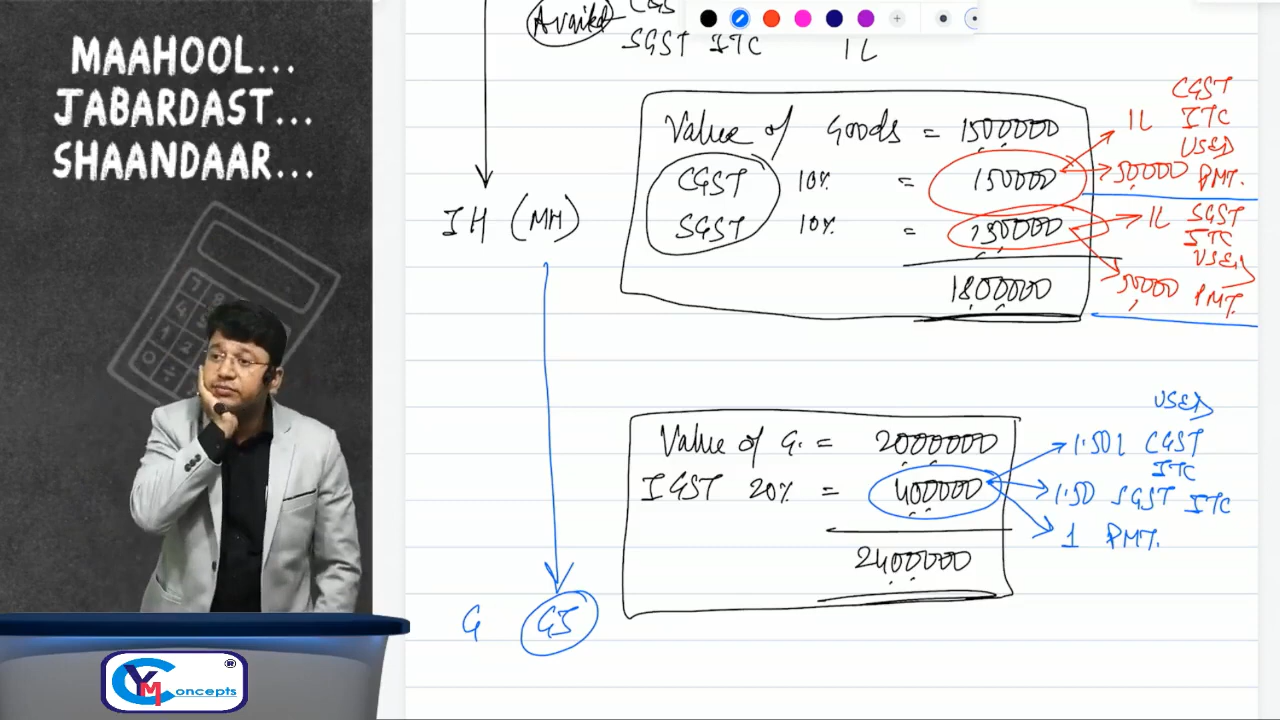 MAAHOOL...
JABARDAST...
SHAANDAAR...
CYM Concepts ®
Availed
CGST
SGST ITC 1L
Value of Goods = 1500000
CGST 10% = 150000
SGST 10% = 150000
1800000
1L CGST ITC USED
50000 PMT.
1L SGST ITC USED
50000 PMT.
IH (MH)
Value of G. = 2000000
IGST 20% = 400000
2400000
USED
1.50L CGST ITC
1.50 SGST ITC
1 PMT.
G GJ